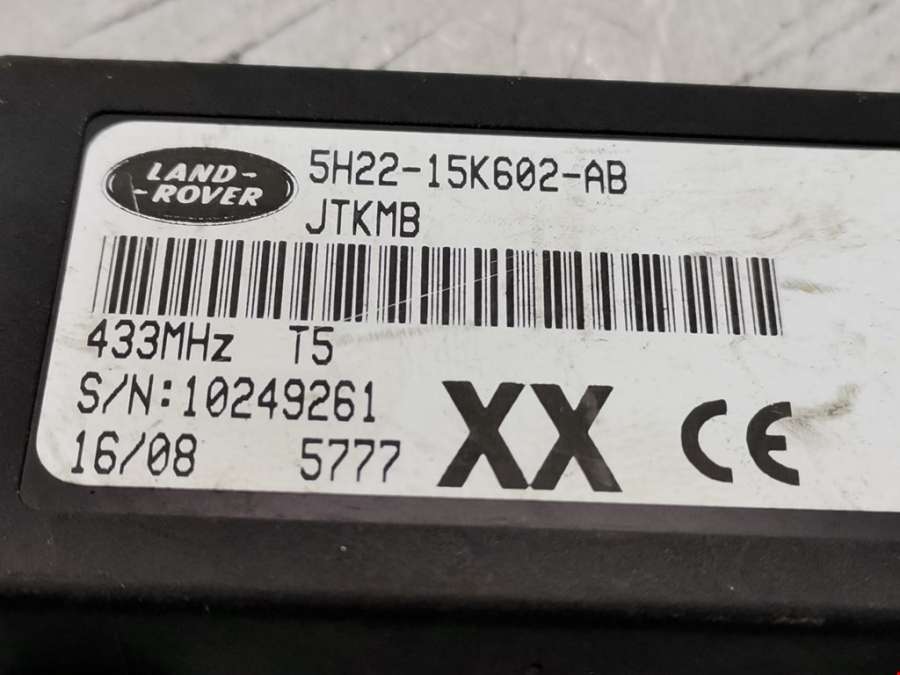 LAND-
-ROVER
5H22-15K602-AB
JTKMB
433MHz T5
S/N:10249261
16/08 5777
XX CE